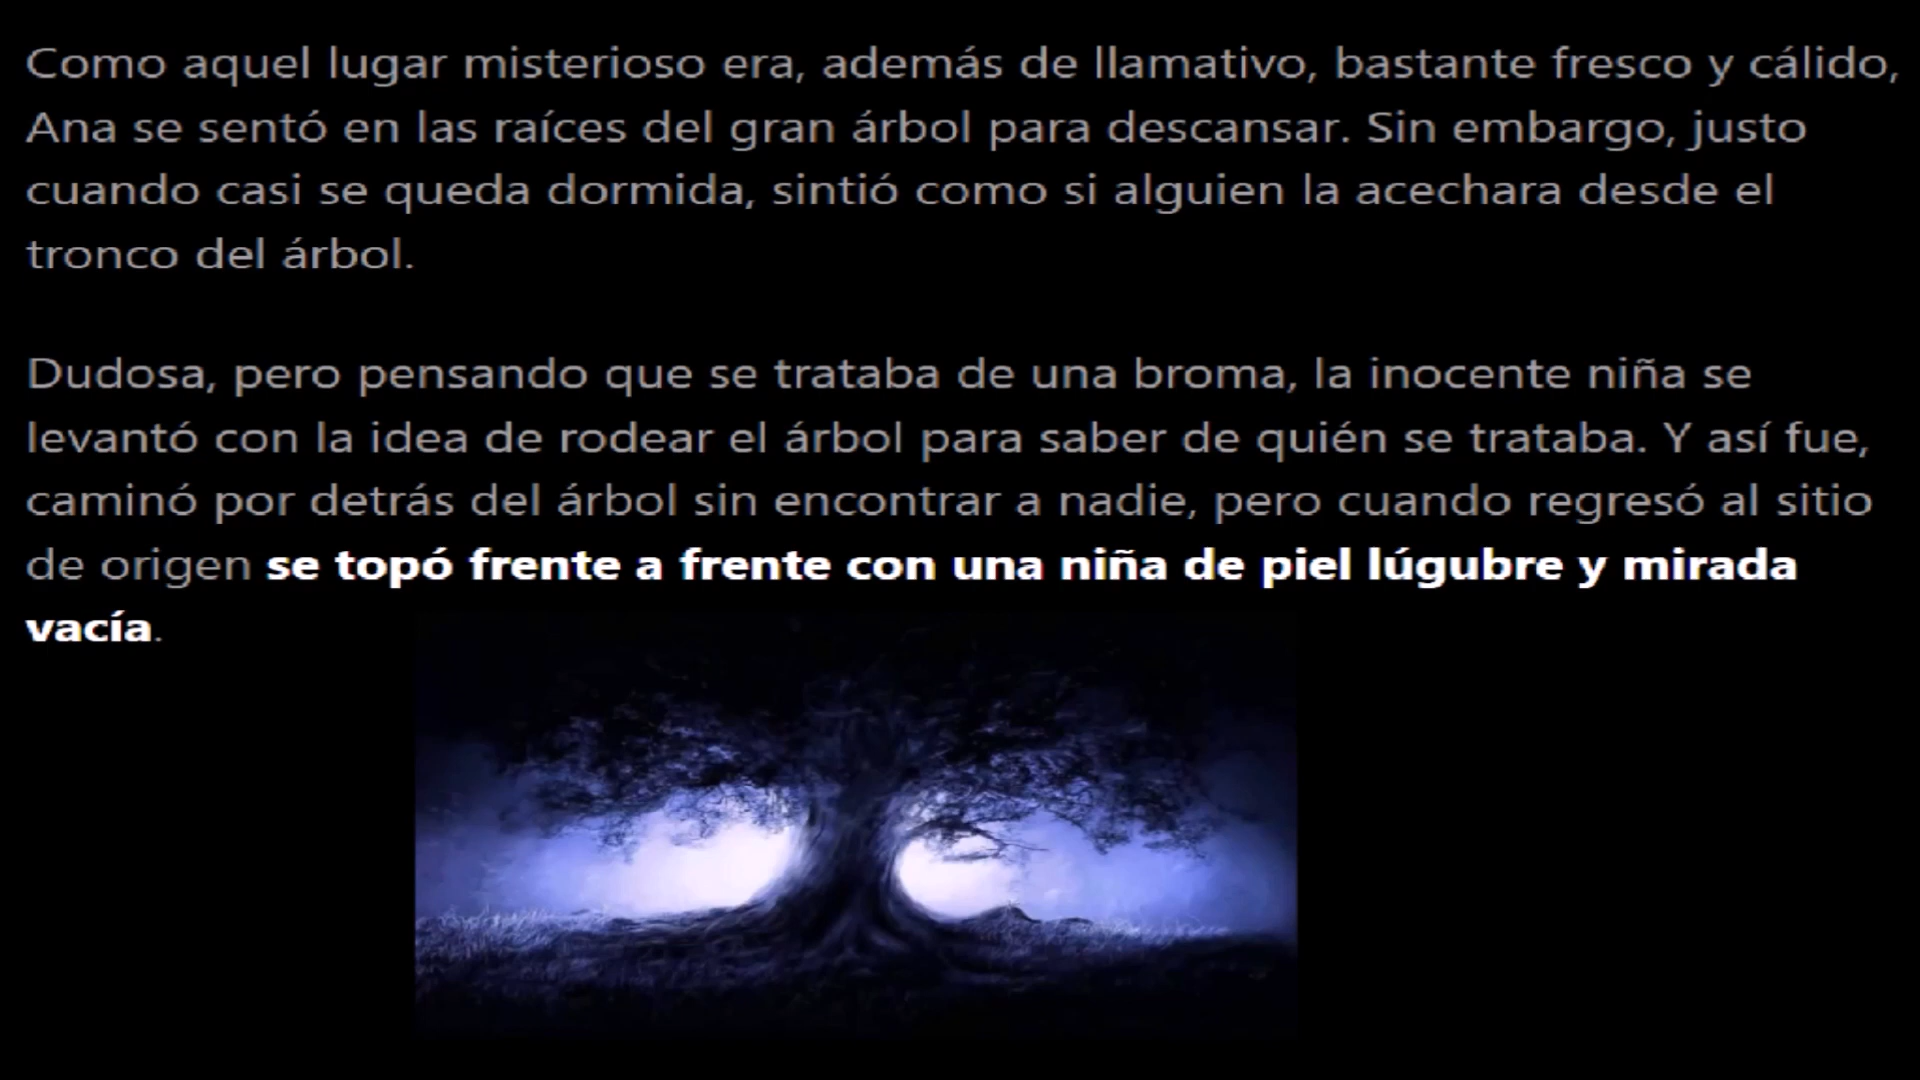 Como aquel lugar misterioso era, además de llamativo, bastante fresco y cálido,
Ana se sentó en las raíces del gran árbol para descansar. Sin embargo, justo
cuando casi se queda dormida, sintió como si alguien la acechara desde el
tronco del árbol.
Dudosa, pero pensando que se trataba de una broma, la inocente niña se
levantó con la idea de rodear el árbol para saber de quién se trataba. Y así fue,
caminó por detrás del árbol sin encontrar a nadie, pero cuando regresó al sitio
de origen se topó frente a frente con una niña de piel lúgubre y mirada
vacía.